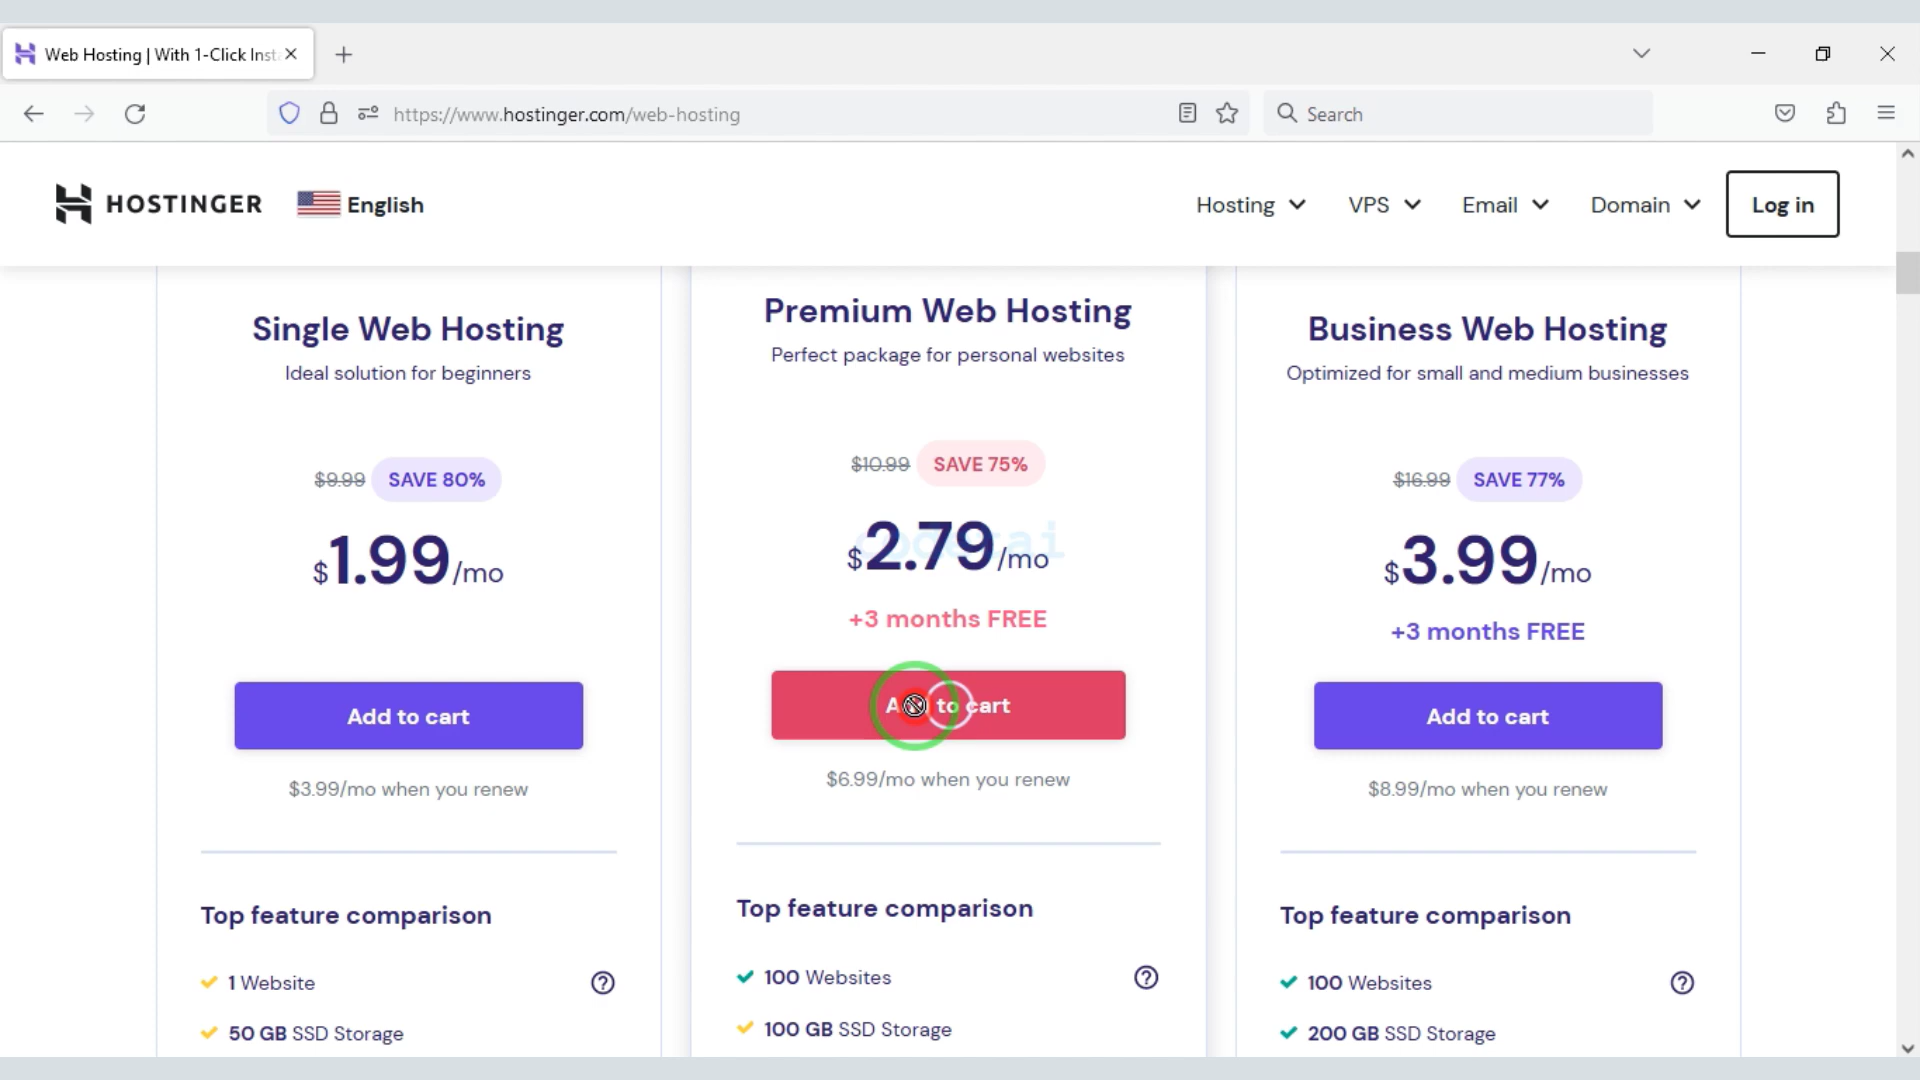 Web Hosting | With 1-Click Inst
https://www.hostinger.com/web-hosting
Search
HOSTINGER
English
Hosting
VPS
Email
Domain
Log in
Single Web Hosting
Ideal solution for beginners
$9.99 SAVE 80%
$1.99/mo
Add to cart
$3.99/mo when you renew
Top feature comparison
1 Website
50 GB SSD Storage
Premium Web Hosting
Perfect package for personal websites
$10.99 SAVE 75%
$2.79/mo
+3 months FREE
Add to cart
$6.99/mo when you renew
Top feature comparison
100 Websites
100 GB SSD Storage
Business Web Hosting
Optimized for small and medium businesses
$16.99 SAVE 77%
$3.99/mo
+3 months FREE
Add to cart
$8.99/mo when you renew
Top feature comparison
100 Websites
200 GB SSD Storage